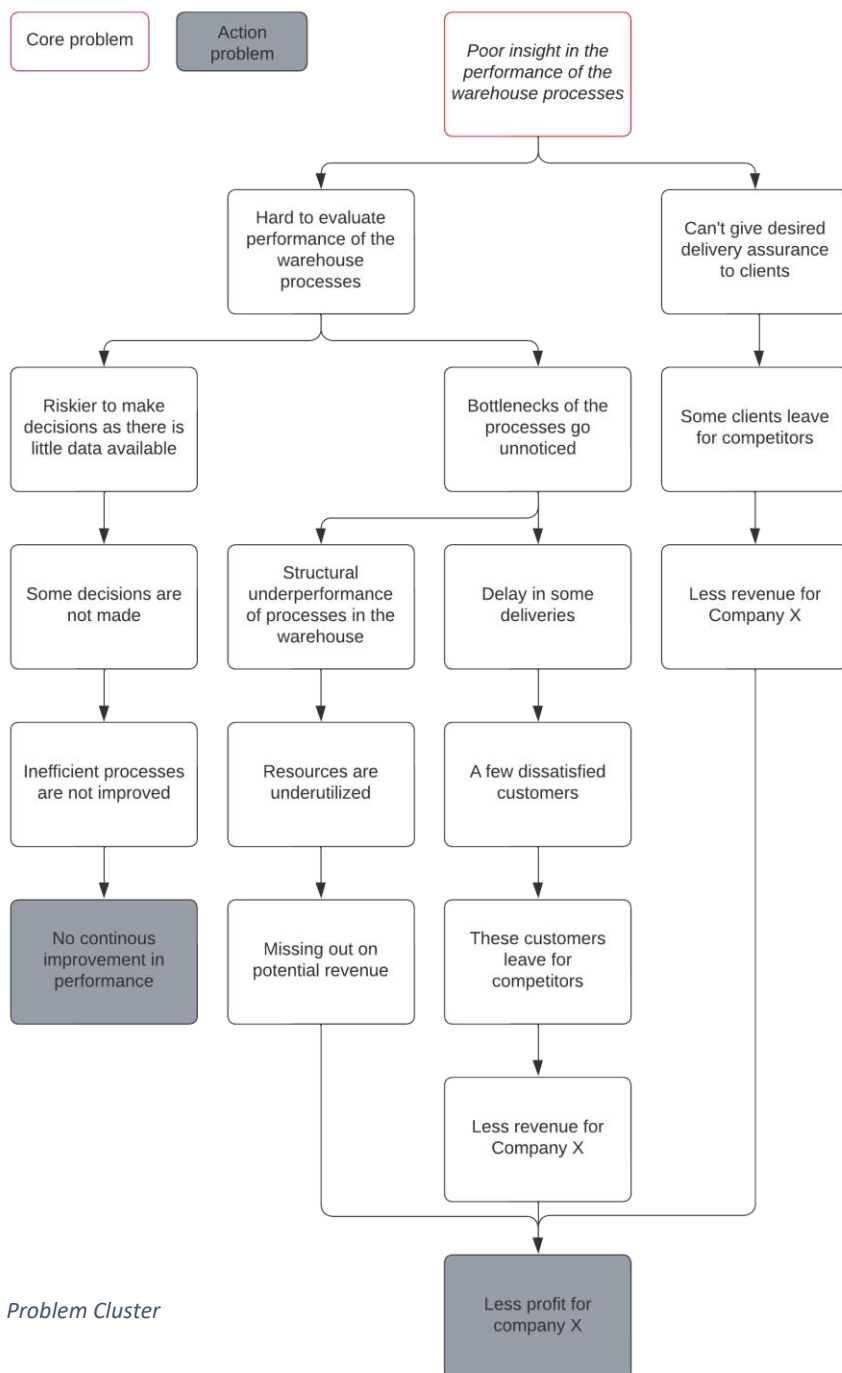 Core problem
Action
problem
Poor insight in the
performance of the
warehouse processes
Hard to evaluate
performance of the
warehouse
processes
Can't give desired
delivery assurance
to clients
Riskier to make
decisions as there is
little data available
Bottlenecks of the
processes go
unnoticed
Some clients leave
for competitors
Some decisions are
not made
Structural
underperformance
of processes in the
warehouse
Delay in some
deliveries
Less revenue for
Company X
Inefficient processes
are not improved
Resources are
underutilized
A few dissatisfied
customers
No continous
improvement in
performance
Missing out on
potential revenue
These customers
leave for
competitors
Less revenue for
Company X
Less profit for
company X
Problem Cluster